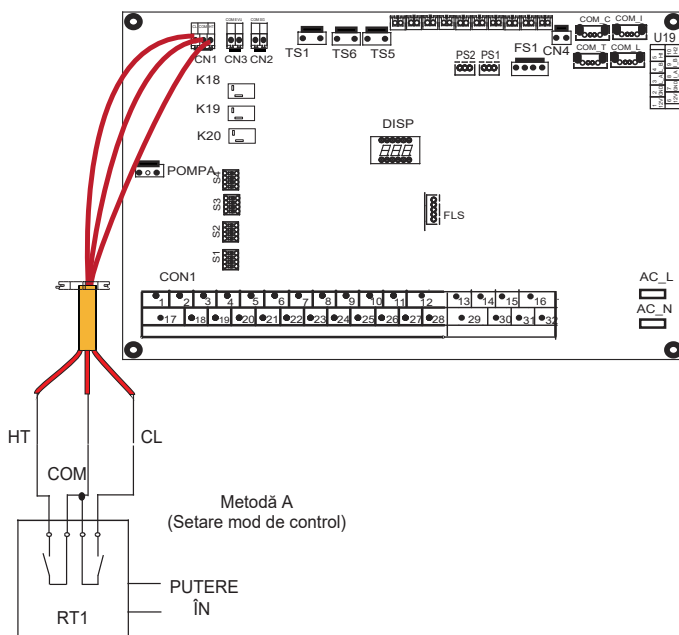 COM_C COM_I
U19
TS1 TS6 TS5 PS2 PS1 FS1 CN4 COM_T COM_L
CN1 CN3 CN2
K18
K19
K20
DISP
POMPA
S4
S3
S2
S1
FLS
CON1
AC_L
AC_N
1 2 3 4 5 6 7 8 9 10 11 12 13 14 15 16
17 18 19 20 21 22 23 24 25 26 27 28 29 30 31 32
HT CL
COM
Metodă A
(Setare mod de control)
PUTERE
ÎN
RT1